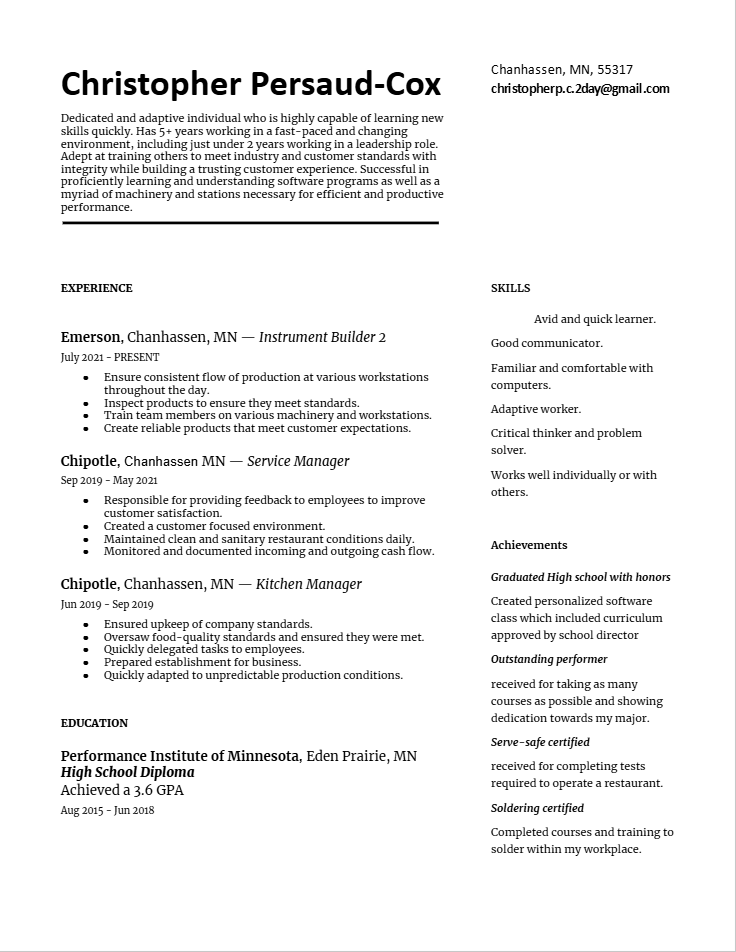 Christopher Persaud-Cox
Chanhassen, MN, 55317
christopherp.c.2day@gmail.com
Dedicated and adaptive individual who is highly capable of learning new
skills quickly. Has 5+ years working in a fast-paced and changing
environment, including just under 2 years working in a leadership role.
Adept at training others to meet industry and customer standards with
integrity while building a trusting customer experience. Successful in
proficiently learning and understanding software programs as well as a
myriad of machinery and stations necessary for efficient and productive
performance.
EXPERIENCE
Emerson, Chanhassen, MN — Instrument Builder 2
July 2021 - PRESENT
● Ensure consistent flow of production at various workstations
throughout the day.
● Inspect products to ensure they meet standards.
● Train team members on various machinery and workstations.
● Create reliable products that meet customer expectations.
Chipotle, Chanhassen MN — Service Manager
Sep 2019 - May 2021
● Responsible for providing feedback to employees to improve
customer satisfaction.
● Created a customer focused environment.
● Maintained clean and sanitary restaurant conditions daily.
● Monitored and documented incoming and outgoing cash flow.
Chipotle, Chanhassen, MN — Kitchen Manager
Jun 2019 - Sep 2019
● Ensured upkeep of company standards.
● Oversaw food-quality standards and ensured they were met.
● Quickly delegated tasks to employees.
● Prepared establishment for business.
● Quickly adapted to unpredictable production conditions.
EDUCATION
Performance Institute of Minnesota, Eden Prairie, MN
High School Diploma
Achieved a 3.6 GPA
Aug 2015 - Jun 2018
SKILLS
Avid and quick learner.
Good communicator.
Familiar and comfortable with
computers.
Adaptive worker.
Critical thinker and problem
solver.
Works well individually or with
others.
Achievements
Graduated High school with honors
Created personalized software
class which included curriculum
approved by school director
Outstanding performer
received for taking as many
courses as possible and showing
dedication towards my major.
Serve-safe certified
received for completing tests
required to operate a restaurant.
Soldering certified
Completed courses and training to
solder within my workplace.